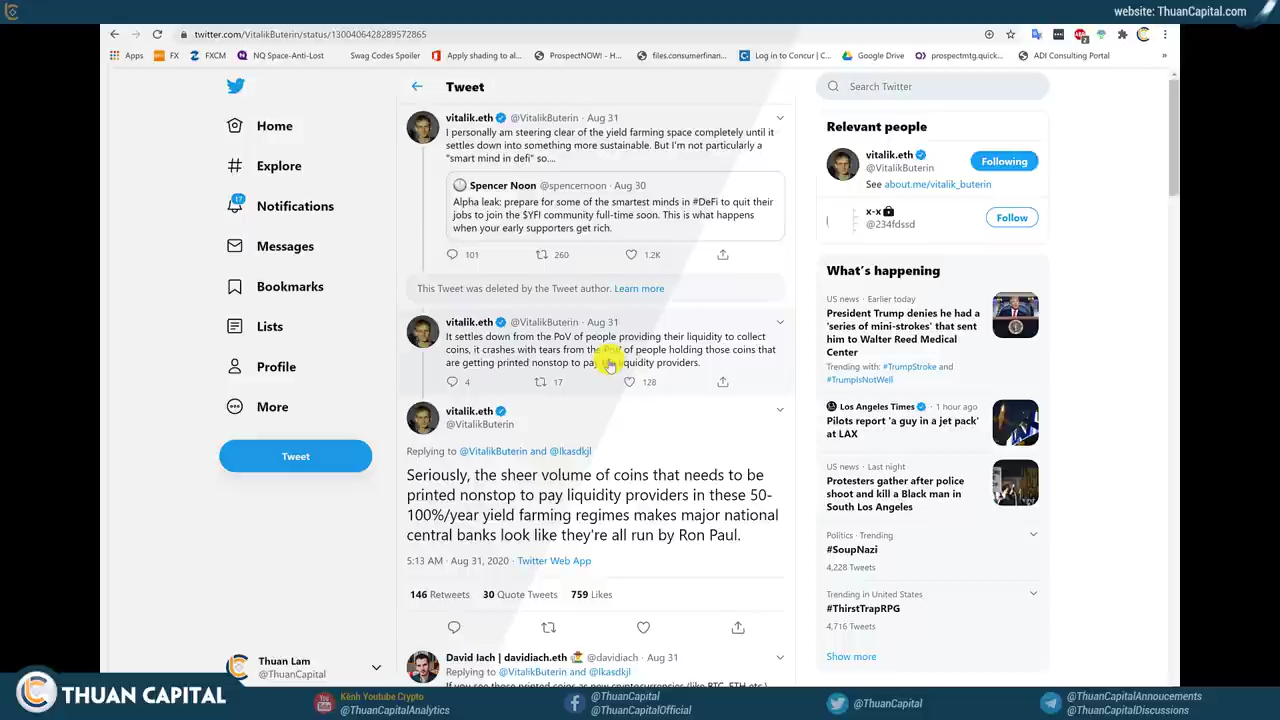 website: ThuanCapital.com
twitter.com/VitalikButerin/status/1300406428289572865
Apps
FX
FXCM
NQ Space-Anti-Lost
Swag Codes Spoiler
Apply shading to al...
ProspectNOW! - H...
files.consumerfinan...
Log in to Concur | C...
Google Drive
prospectmtg.quick...
ADI Consulting Portal
»
Home
Explore
17
Notifications
Messages
Bookmarks
Lists
Profile
More
Tweet
Thuan Lam
@ThuanCapital
Tweet
vitalik.eth @VitalikButerin · Aug 31
I personally am steering clear of the yield farming space completely until it
settles down into something more sustainable. But I'm not particularly a
"smart mind in defi" so....
Spencer Noon @spencernoon · Aug 30
Alpha leak: prepare for some of the smartest minds in #DeFi to quit their
jobs to join the $YFI community full-time soon. This is what happens
when your early supporters get rich.
101 260 1.2K
This Tweet was deleted by the Tweet author. Learn more
vitalik.eth @VitalikButerin · Aug 31
It settles down from the PoV of people providing their liquidity to collect
coins, it crashes with tears from the PoV of people holding those coins that
are getting printed nonstop to pay liquidity providers.
4 17 128
vitalik.eth
@VitalikButerin
Replying to @VitalikButerin and @lkasdkjl
Seriously, the sheer volume of coins that needs to be
printed nonstop to pay liquidity providers in these 50-
100%/year yield farming regimes makes major national
central banks look like they're all run by Ron Paul.
5:13 AM · Aug 31, 2020 · Twitter Web App
146 Retweets 30 Quote Tweets 759 Likes
David Iach | davidiach.eth @davidiach · Aug 31
Replying to @VitalikButerin and @lkasdkjl
If you see those printed coins as new cryptocurrencies (like BTC, ETH etc.)
Search Twitter
Relevant people
vitalik.eth
@VitalikButerin
Following
See about.me/vitalik_buterin
x-x
@234fdssd
Follow
What's happening
US news · Earlier today
President Trump denies he had a
'series of mini-strokes' that sent
him to Walter Reed Medical
Center
Trending with: #TrumpStroke and
#TrumpIsNotWell
Los Angeles Times · 1 hour ago
Pilots report 'a guy in a jet pack'
at LAX
US news · Last night
Protesters gather after police
shoot and kill a Black man in
South Los Angeles
Politics · Trending
#SoupNazi
4,228 Tweets
Trending in United States
#ThirstTrapRPG
4,716 Tweets
Show more
THUAN CAPITAL
Kênh Youtube Crypto
@ThuanCapitalAnalytics
@ThuanCapital
@ThuanCapitalOfficial
@ThuanCapital
@ThuanCapitalAnnoucements
@ThuanCapitalDiscussions